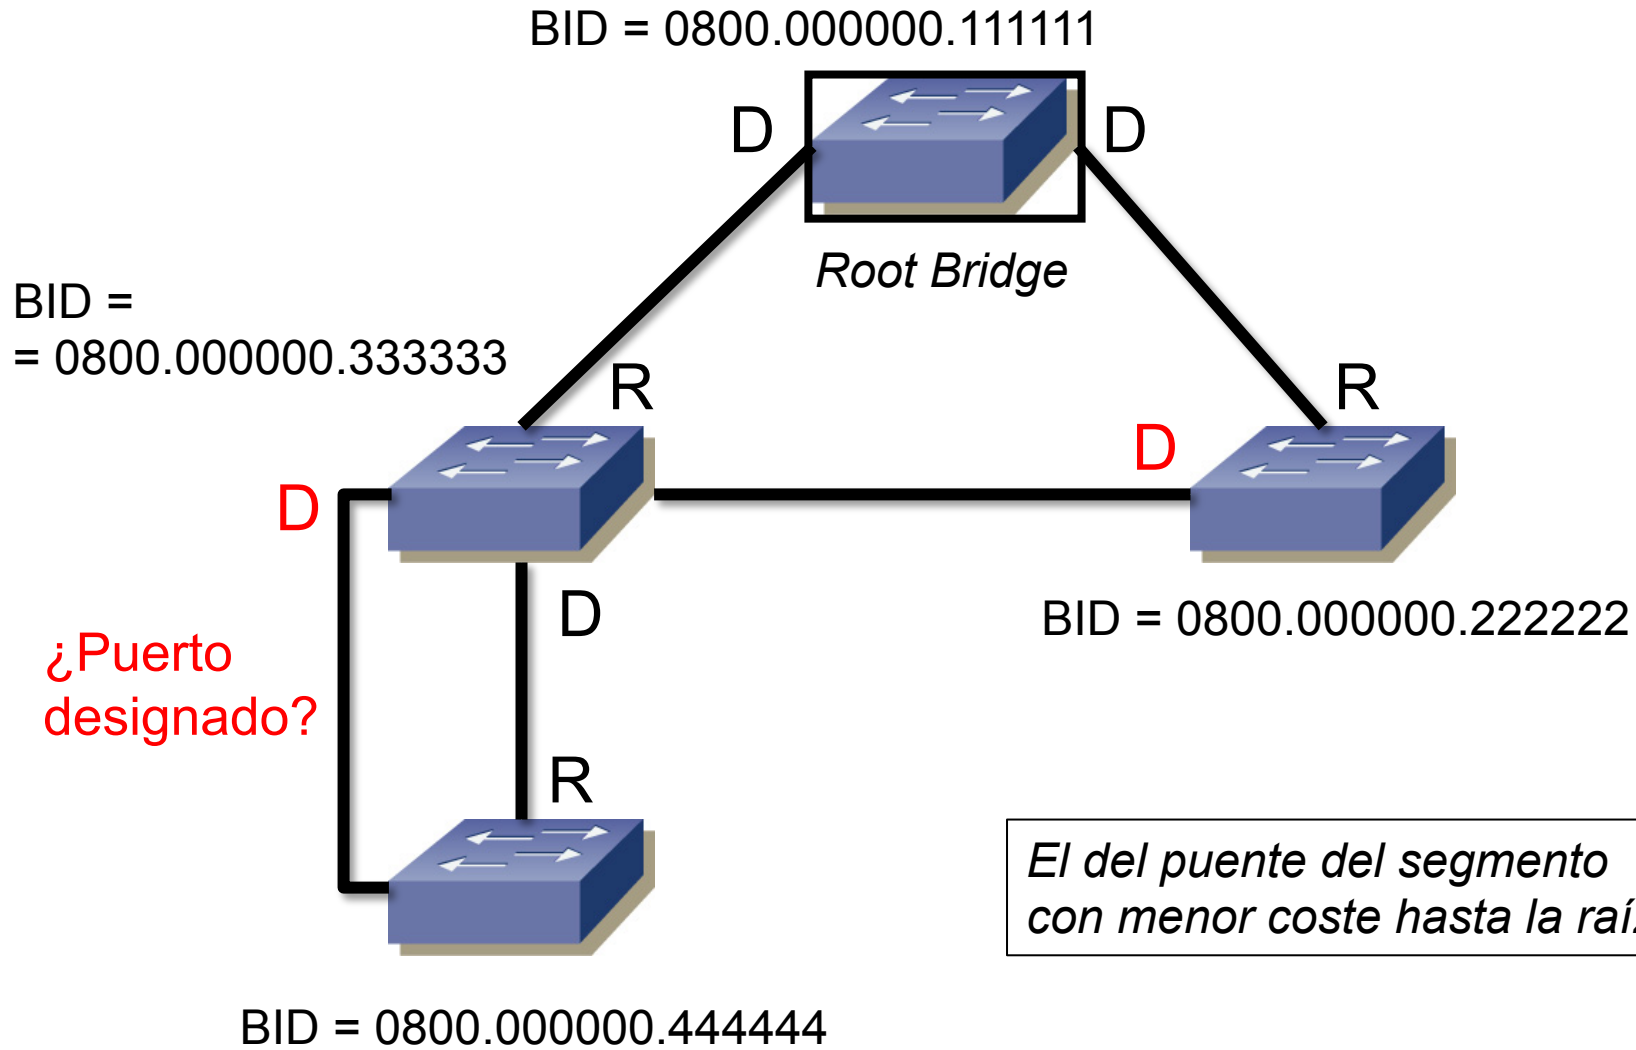 BID = 0800.000000.111111
D
D
Root Bridge
BID =
= 0800.000000.333333
R
R
D
D
D
BID = 0800.000000.222222
¿Puerto
designado?
R
El del puente del segmento
con menor coste hasta la raíz
BID = 0800.000000.444444